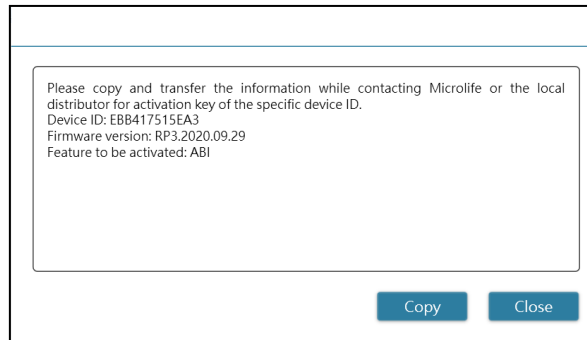 Please copy and transfer the information while contacting Microlife or the local
distributor for activation key of the specific device ID.
Device ID: EBB417515EA3
Firmware version: RP3.2020.09.29
Feature to be activated: ABI
Copy Close